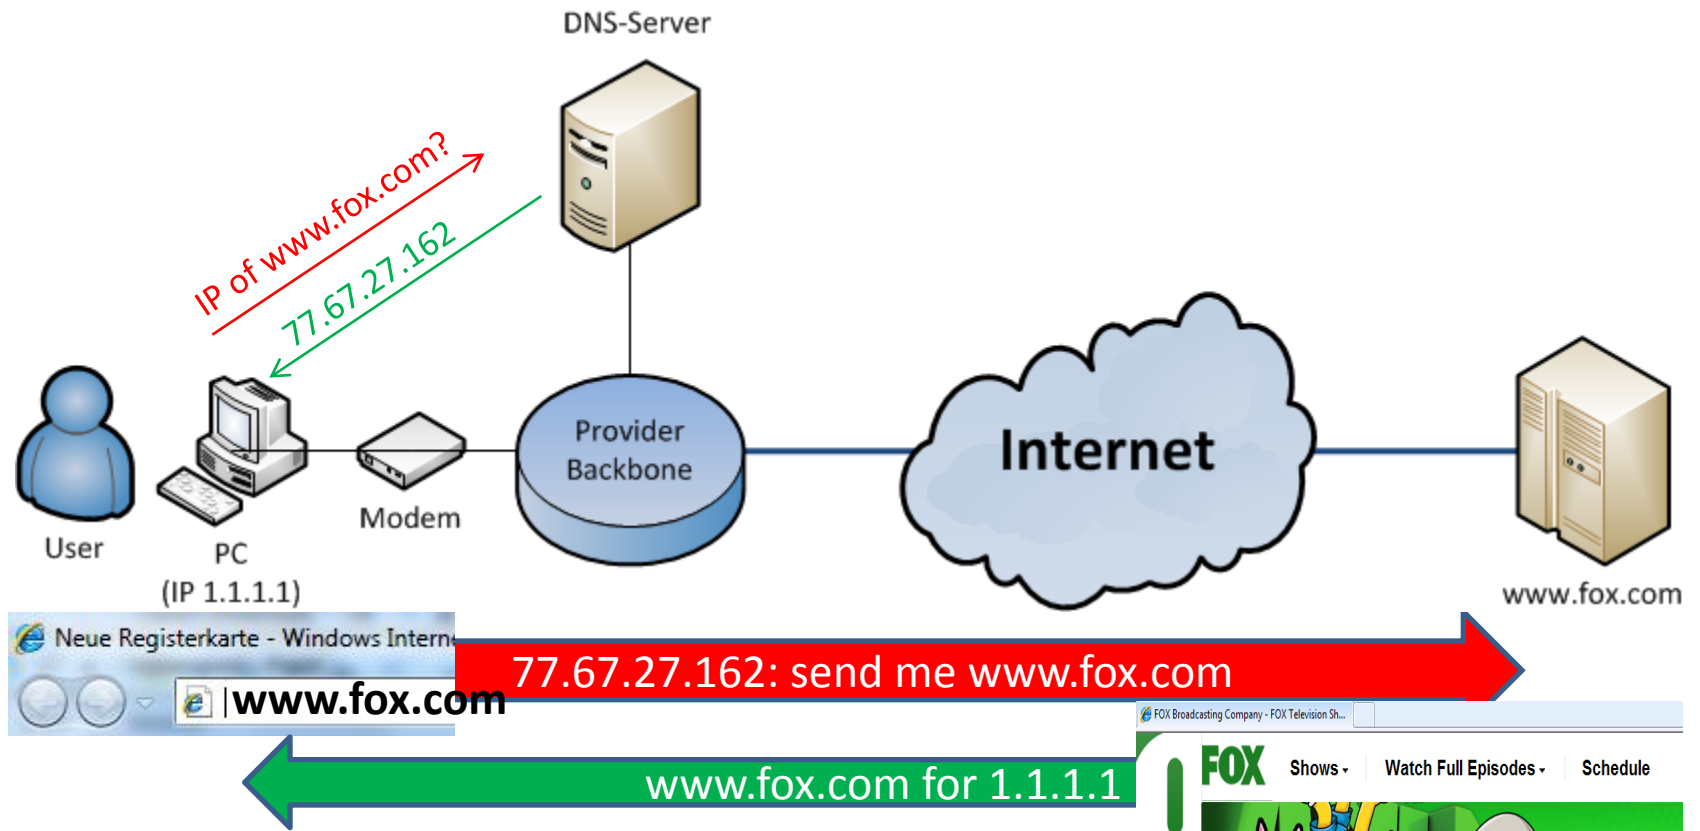 DNS-Server
IP of www.fox.com?
77.67.27.162
Provider
Backbone
Internet
Modem
User
PC
(IP 1.1.1.1)
www.fox.com
Neue Registerkarte - Windows Intern
www.fox.com
77.67.27.162: send me www.fox.com
FOX Broadcasting Company - FOX Television Sh...
FOX Shows Watch Full Episodes Schedule
www.fox.com for 1.1.1.1